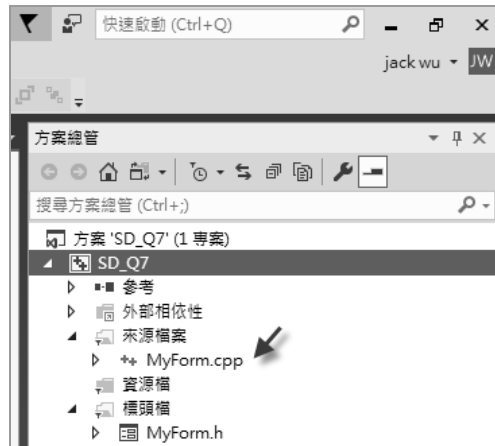 快速啟動 (Ctrl+Q)
jack wu
JW
方案總管
搜尋方案總管 (Ctrl+;)
方案 'SD_Q7' (1 專案)
SD_Q7
參考
外部相依性
來源檔案
MyForm.cpp
資源檔
標頭檔
MyForm.h